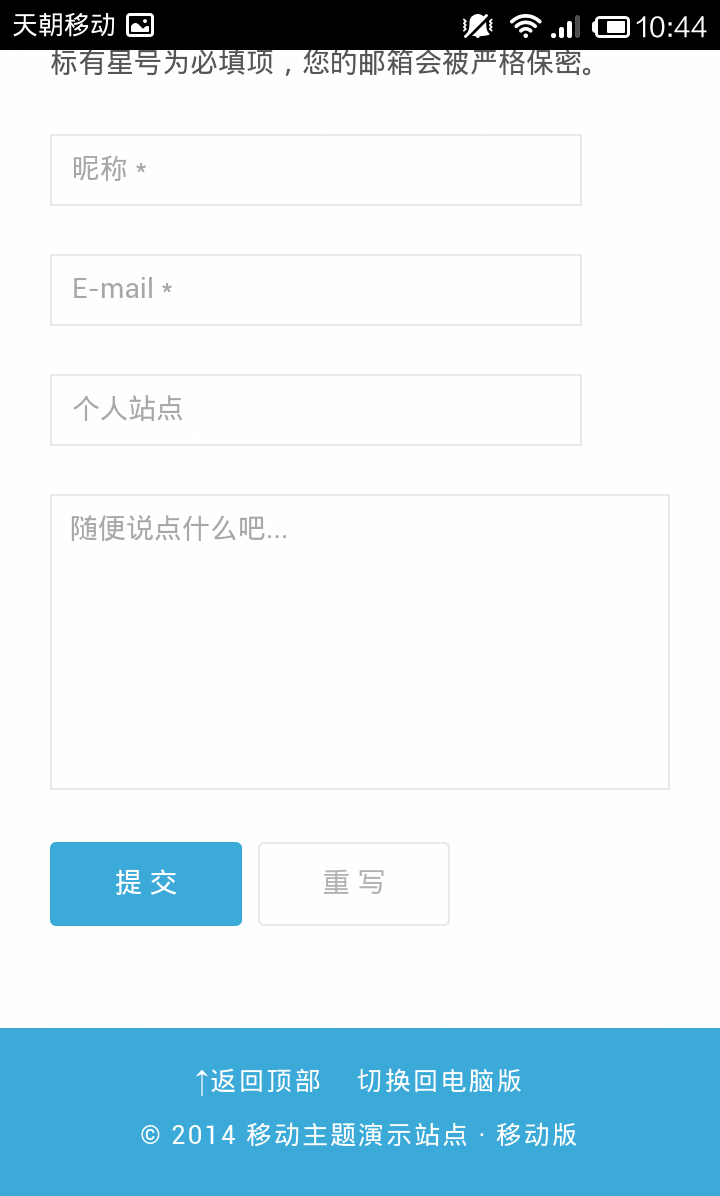 天朝移动 10:44
标有星号为必填项，您的邮箱会被严格保密。
昵称 *
E-mail *
个人站点
随便说点什么吧...
提 交 重 写
↑返回顶部 切换回电脑版
© 2014 移动主题演示站点 · 移动版